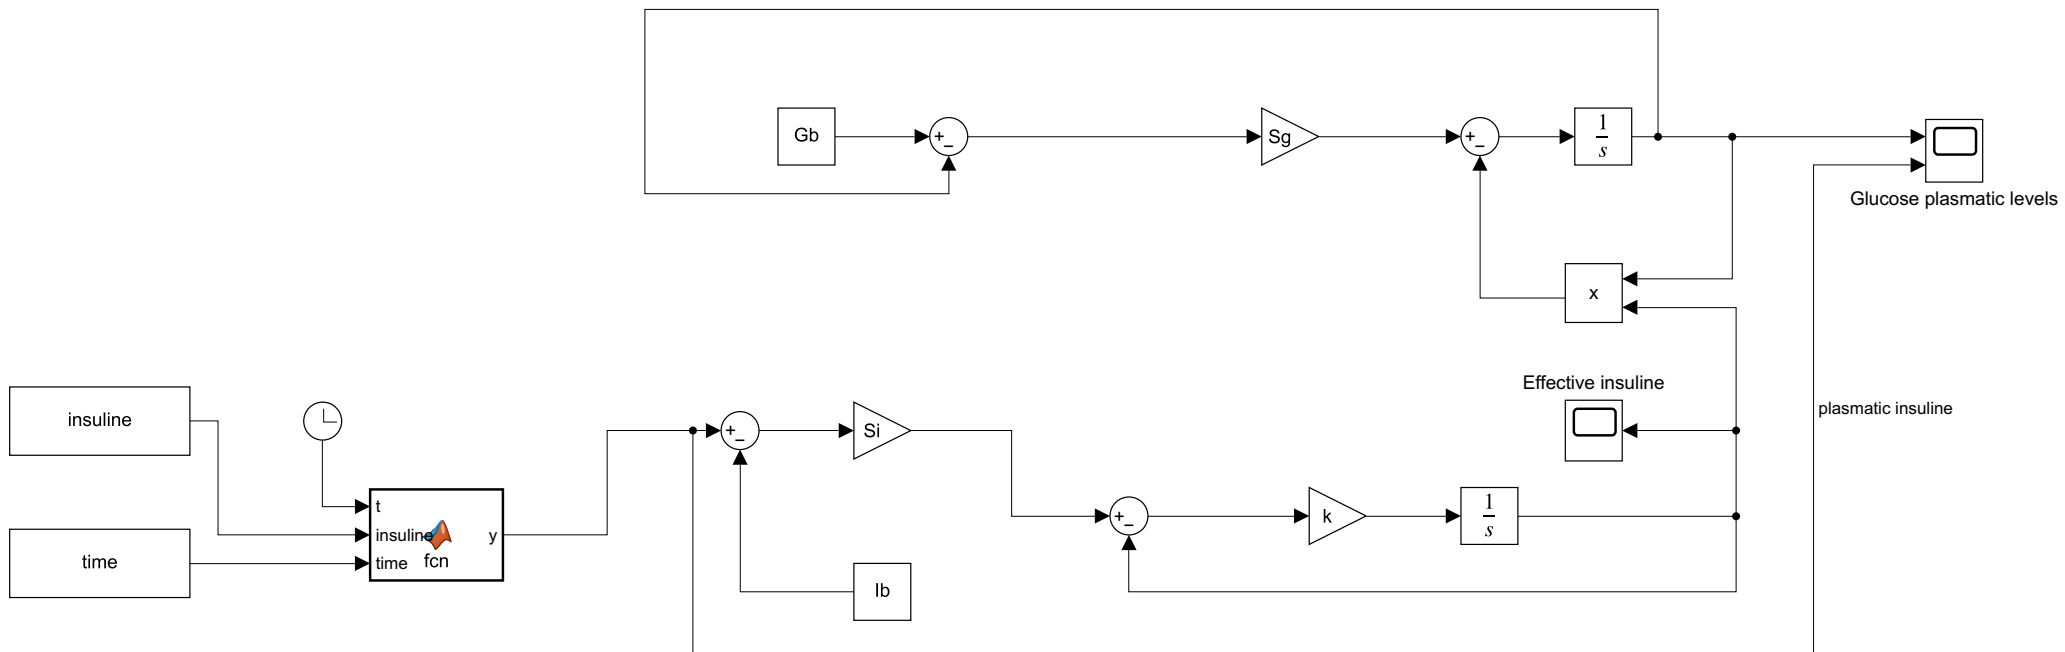 Gb
+
−
Sg
+
−
1
s
Glucose plasmatic levels
x
Effective insuline
insuline
plasmatic insuline
+
−
Si
t
insuline
y
+
−
k
1
s
time
time
fcn
Ib